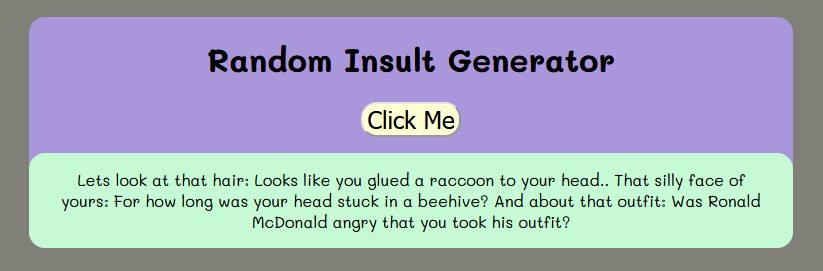 Random Insult Generator
Click Me
Lets look at that hair: Looks like you glued a raccoon to your head.. That silly face of
yours: For how long was your head stuck in a beehive? And about that outfit: Was Ronald
McDonald angry that you took his outfit?